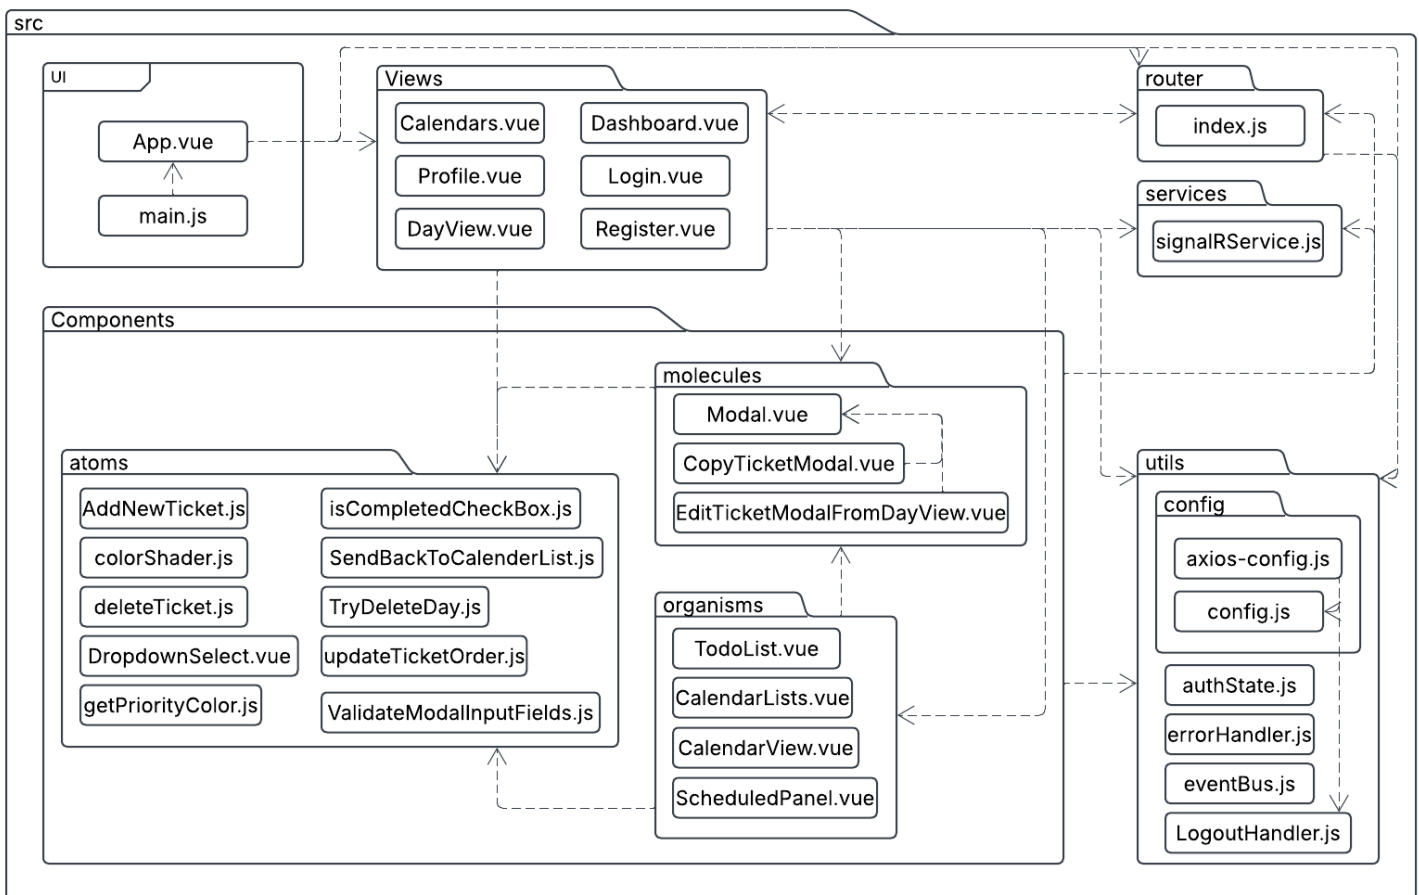 src
UI
App.vue
main.js
Views
Calendars.vue
Dashboard.vue
Profile.vue
Login.vue
DayView.vue
Register.vue
router
index.js
services
signalRService.js
Components
molecules
Modal.vue
CopyTicketModal.vue
EditTicketModalFromDayView.vue
atoms
AddNewTicket.js
isCompletedCheckBox.js
colorShader.js
SendBackToCalenderList.js
deleteTicket.js
TryDeleteDay.js
DropdownSelect.vue
updateTicketOrder.js
getPriorityColor.js
ValidateModalInputFields.js
organisms
TodoList.vue
CalendarLists.vue
CalendarView.vue
ScheduledPanel.vue
utils
config
axios-config.js
config.js
authState.js
errorHandler.js
eventBus.js
LogoutHandler.js